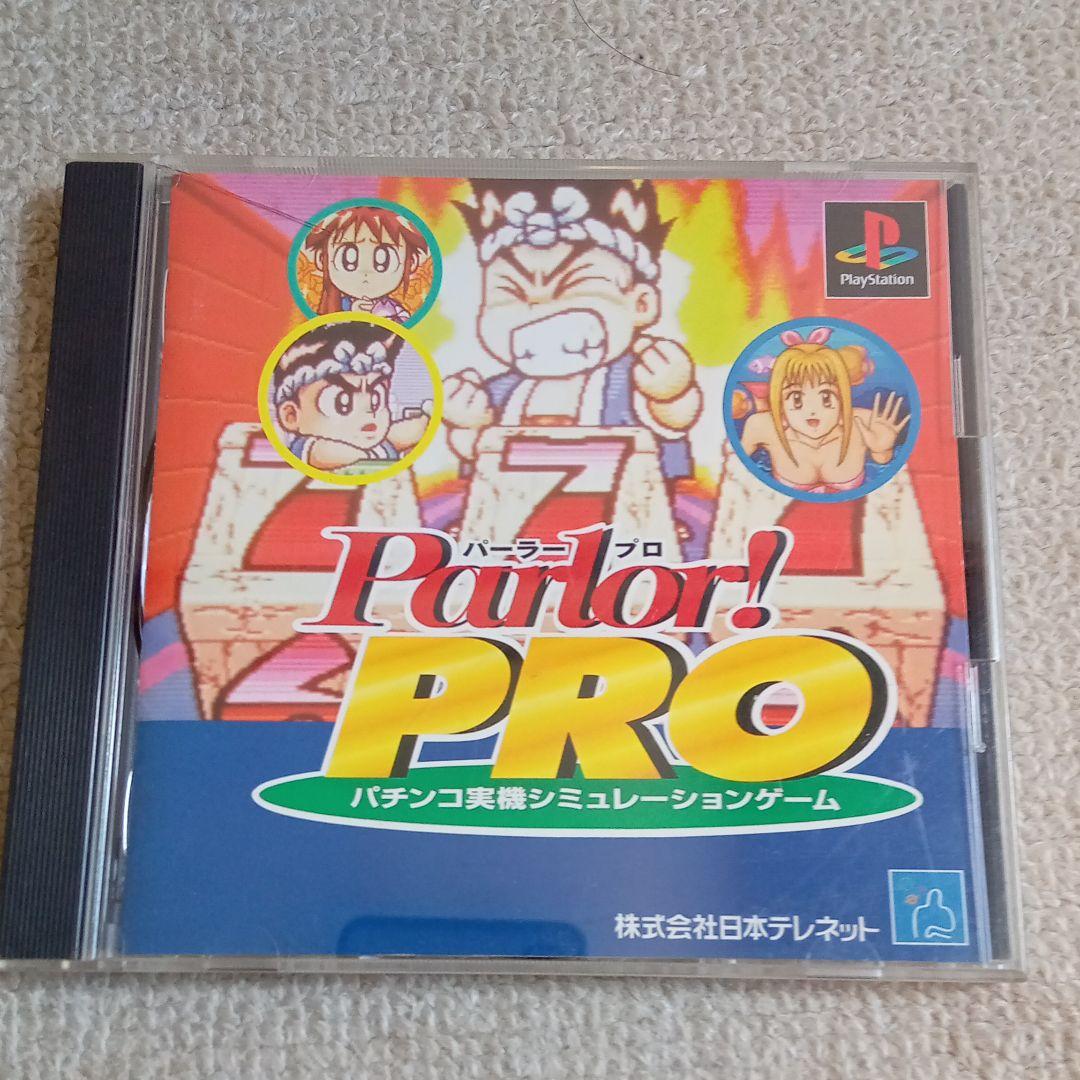 PlayStation
パーラー プロ
Parlor!
PRO
パチンコ実機シミュレーションゲーム
株式会社日本テレネット